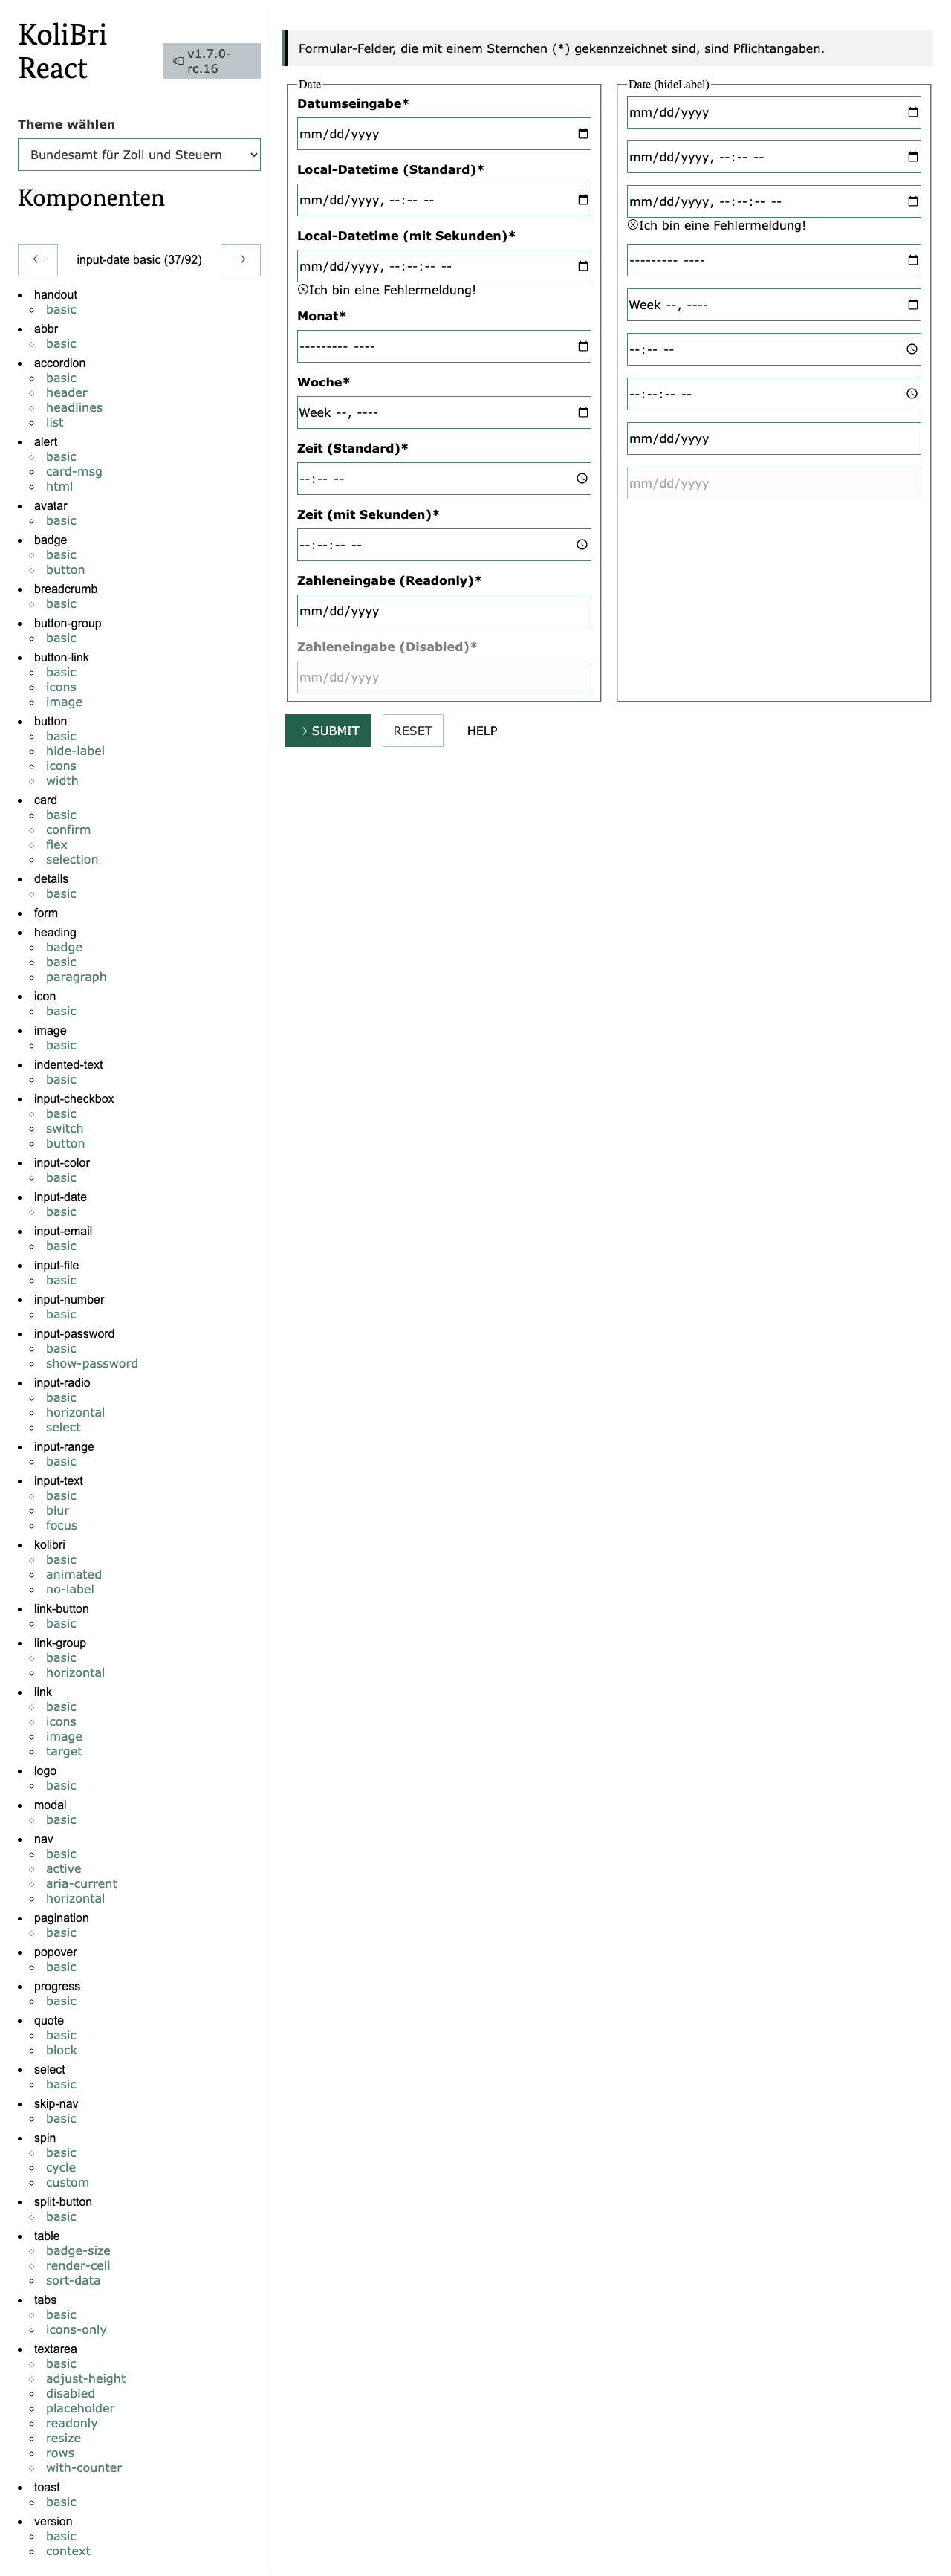 KoliBri
React
v1.7.0-
rc.16
Theme wählen
Bundesamt für Zoll und Steuern
Komponenten
← input-date basic (37/92) →
handout
basic
abbr
basic
accordion
basic
header
headlines
list
alert
basic
card-msg
html
avatar
basic
badge
basic
button
breadcrumb
basic
button-group
basic
button-link
basic
icons
image
button
basic
hide-label
icons
width
card
basic
confirm
flex
selection
details
basic
form
heading
badge
basic
paragraph
icon
basic
image
basic
indented-text
basic
input-checkbox
basic
switch
button
input-color
basic
input-date
basic
input-email
basic
input-file
basic
input-number
basic
input-password
basic
show-password
input-radio
basic
horizontal
select
input-range
basic
input-text
basic
blur
focus
kolibri
basic
animated
no-label
link-button
basic
link-group
basic
horizontal
link
basic
icons
image
target
logo
basic
modal
basic
nav
basic
active
aria-current
horizontal
pagination
basic
popover
basic
progress
basic
quote
basic
block
select
basic
skip-nav
basic
spin
basic
cycle
custom
split-button
basic
table
badge-size
render-cell
sort-data
tabs
basic
icons-only
textarea
basic
adjust-height
disabled
placeholder
readonly
resize
rows
with-counter
toast
basic
version
basic
context
Formular-Felder, die mit einem Sternchen (*) gekennzeichnet sind, sind Pflichtangaben.
Date
Datumseingabe*
mm/dd/yyyy
Local-Datetime (Standard)*
mm/dd/yyyy, --:-- --
Local-Datetime (mit Sekunden)*
mm/dd/yyyy, --:--:-- --
Ich bin eine Fehlermeldung!
Monat*
--------- ----
Woche*
Week --, ----
Zeit (Standard)*
--:-- --
Zeit (mit Sekunden)*
--:--:-- --
Zahleneingabe (Readonly)*
mm/dd/yyyy
Zahleneingabe (Disabled)*
mm/dd/yyyy
Date (hideLabel)
mm/dd/yyyy
mm/dd/yyyy, --:-- --
mm/dd/yyyy, --:--:-- --
Ich bin eine Fehlermeldung!
--------- ----
Week --, ----
--:-- --
--:--:-- --
mm/dd/yyyy
mm/dd/yyyy
→ SUBMIT RESET HELP